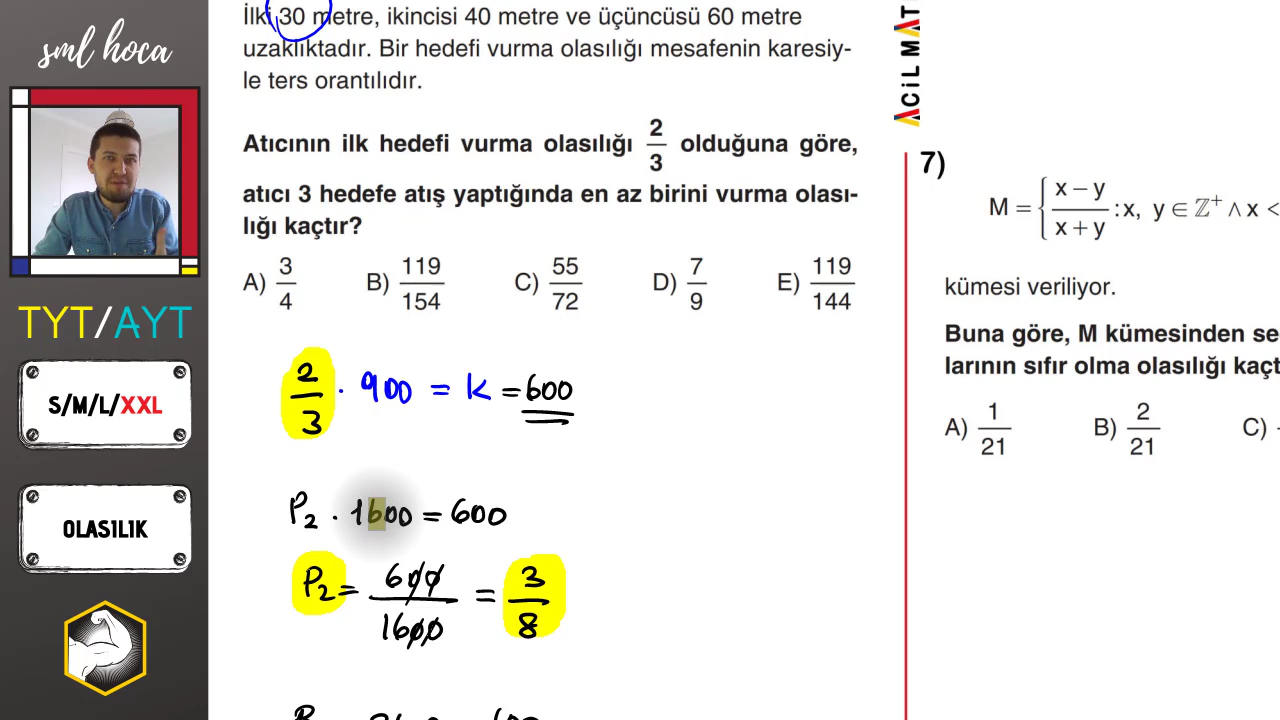 sml hoca
TYT/AYT
S/M/L/XXL
OLASILIK
İlki 30 metre, ikincisi 40 metre ve üçüncüsü 60 metre
uzaklıktadır. Bir hedefi vurma olasılığı mesafenin karesiy-
le ters orantılıdır.
Atıcının ilk hedefi vurma olasılığı 2/3 olduğuna göre,
atıcı 3 hedefe atış yaptığında en az birini vurma olası-
lığı kaçtır?
A) 3/4 B) 119/154 C) 55/72 D) 7/9 E) 119/144
2/3 · 900 = k = 600
P2 · 1600 = 600
P2 = 600/1600 = 3/8
ACİL MAT
7)
M = { x − y / x + y : x, y ∈ ℤ+ ∧ x <
kümesi veriliyor.
Buna göre, M kümesinden se
larının sıfır olma olasılığı kaçt
A) 1/21 B) 2/21 C)